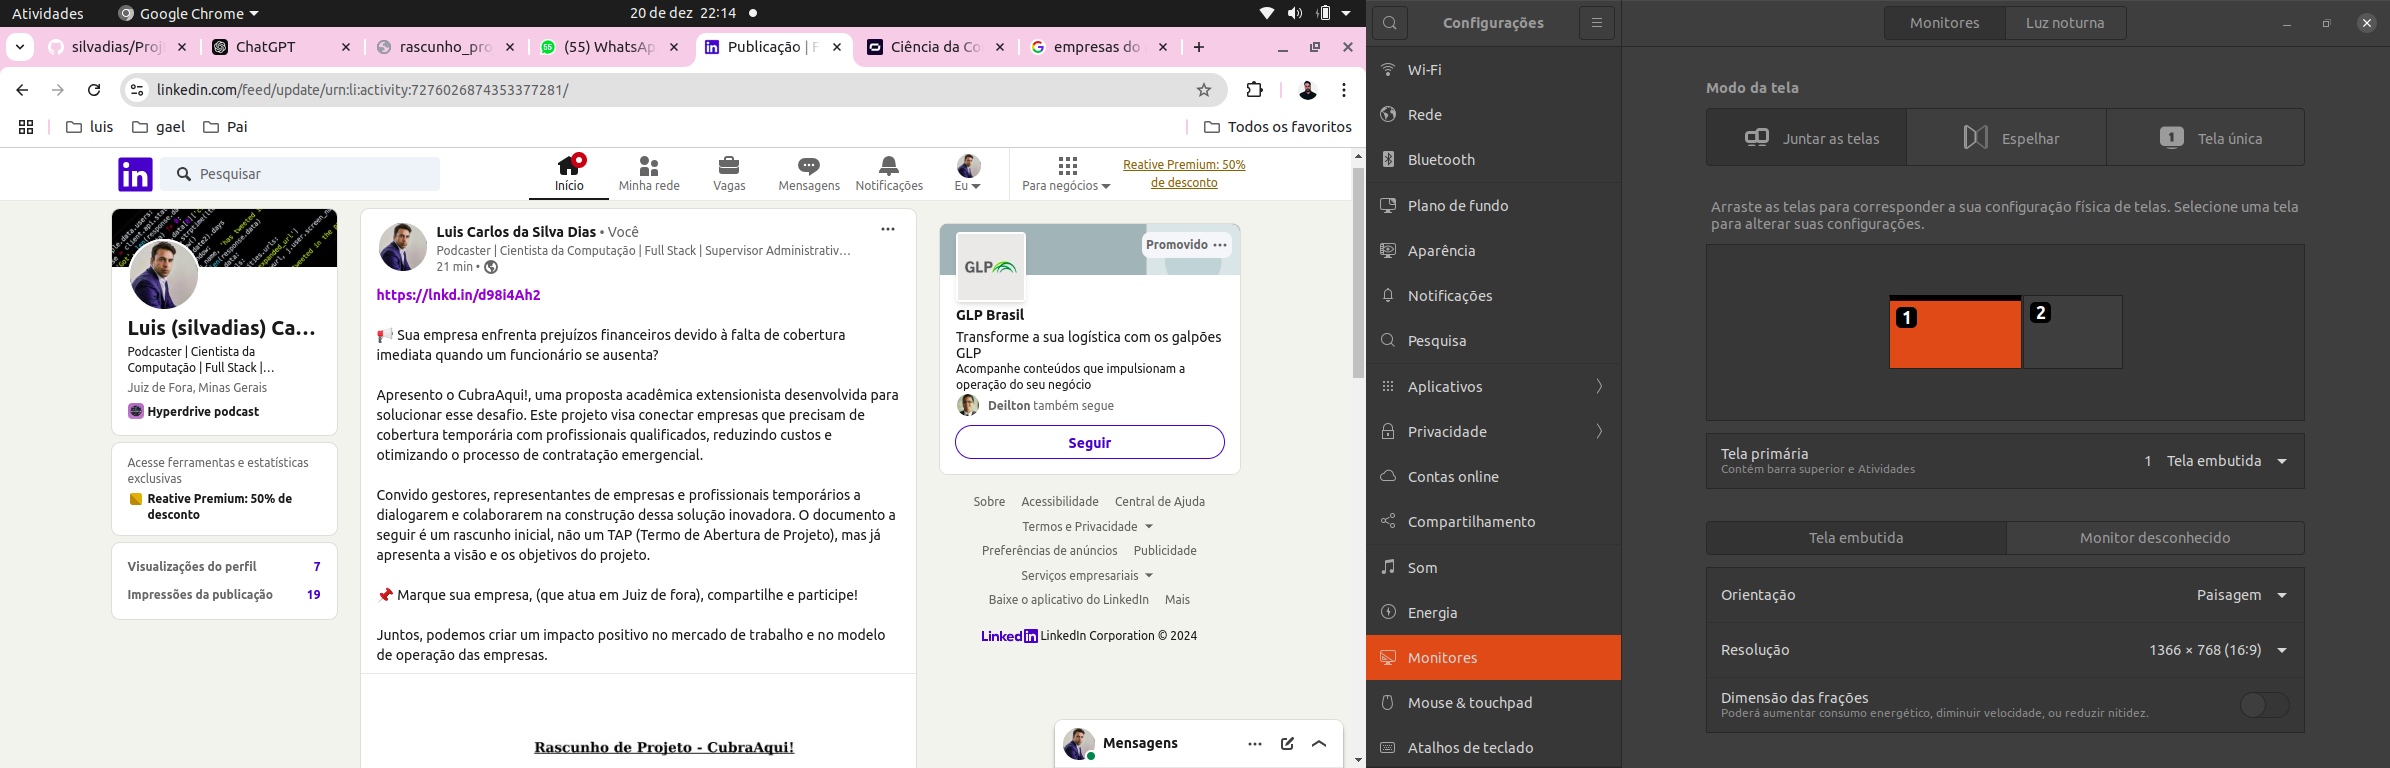 Atividades
Google Chrome
20 de dez 22:14
silvadias/Proj
ChatGPT
rascunho_pro
(55) WhatsAp
Publicação | F
Ciência da Co
empresas do
linkedin.com/feed/update/urn:li:activity:7276026874353377281/
luis
gael
Pai
Todos os favoritos
in
Pesquisar
Início
Minha rede
Vagas
Mensagens
Notificações
Eu
Para negócios
Reative Premium: 50%
de desconto
Luis (silvadias) Ca...
Podcaster | Cientista da
Computação | Full Stack |...
Juiz de Fora, Minas Gerais
Hyperdrive podcast
Acesse ferramentas e estatísticas
exclusivas
Reative Premium: 50% de
desconto
Visualizações do perfil 7
Impressões da publicação 19
Luis Carlos da Silva Dias • Você
Podcaster | Cientista da Computação | Full Stack | Supervisor Administrativ...
21 min •
https://lnkd.in/d98i4Ah2
📢 Sua empresa enfrenta prejuízos financeiros devido à falta de cobertura
imediata quando um funcionário se ausenta?
Apresento o CubraAqui!, uma proposta acadêmica extensionista desenvolvida para
solucionar esse desafio. Este projeto visa conectar empresas que precisam de
cobertura temporária com profissionais qualificados, reduzindo custos e
otimizando o processo de contratação emergencial.
Convido gestores, representantes de empresas e profissionais temporários a
dialogarem e colaborarem na construção dessa solução inovadora. O documento a
seguir é um rascunho inicial, não um TAP (Termo de Abertura de Projeto), mas já
apresenta a visão e os objetivos do projeto.
📌 Marque sua empresa, (que atua em Juiz de fora), compartilhe e participe!
Juntos, podemos criar um impacto positivo no mercado de trabalho e no modelo
de operação das empresas.
Rascunho de Projeto - CubraAqui!
Promovido
GLP
GLP Brasil
Transforme a sua logística com os galpões
GLP
Acompanhe conteúdos que impulsionam a
operação do seu negócio
Deilton também segue
Seguir
Sobre Acessibilidade Central de Ajuda
Termos e Privacidade
Preferências de anúncios Publicidade
Serviços empresariais
Baixe o aplicativo do LinkedIn Mais
Linkedin LinkedIn Corporation © 2024
Mensagens
Configurações
Wi-Fi
Rede
Bluetooth
Plano de fundo
Aparência
Notificações
Pesquisa
Aplicativos
Privacidade
Contas online
Compartilhamento
Som
Energia
Monitores
Mouse & touchpad
Atalhos de teclado
Monitores
Luz noturna
Modo da tela
Juntar as telas
Espelhar
1 Tela única
Arraste as telas para corresponder a sua configuração física de telas. Selecione uma tela
para alterar suas configurações.
1
2
Tela primária
Contém barra superior e Atividades
1 Tela embutida
Tela embutida
Monitor desconhecido
Orientação Paisagem
Resolução 1366 × 768 (16:9)
Dimensão das frações
Poderá aumentar consumo energético, diminuir velocidade, ou reduzir nitidez.